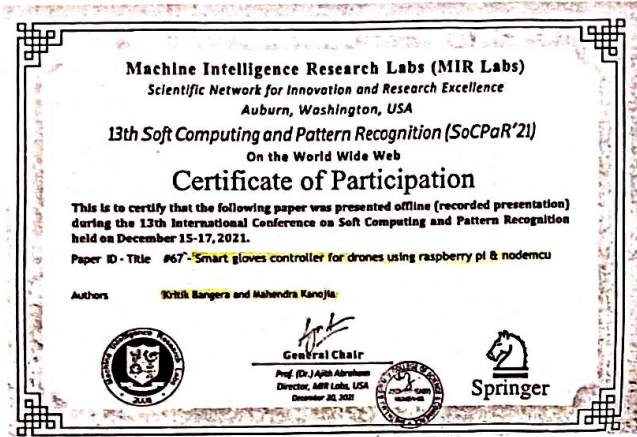 Machine Intelligence Research Labs (MIR Labs)
Scientific Network for Innovation and Research Excellence
Auburn, Washington, USA
13th Soft Computing and Pattern Recognition (SoCPaR'21)
On the World Wide Web
Certificate of Participation
This is to certify that the following paper was presented offline (recorded presentation)
during the 13th International Conference on Soft Computing and Pattern Recognition
held on December 15-17, 2021.
Paper ID - Title #67 - Smart gloves controller for drones using raspberry pi & nodemcu
Authors Kritik Bangera and Mahendra Kanojia
General Chair
Prof. (Dr.) Ajith Abraham
Director, MIR Labs, USA
December 20, 2021
Machine Intelligence Research Labs
2008
Springer